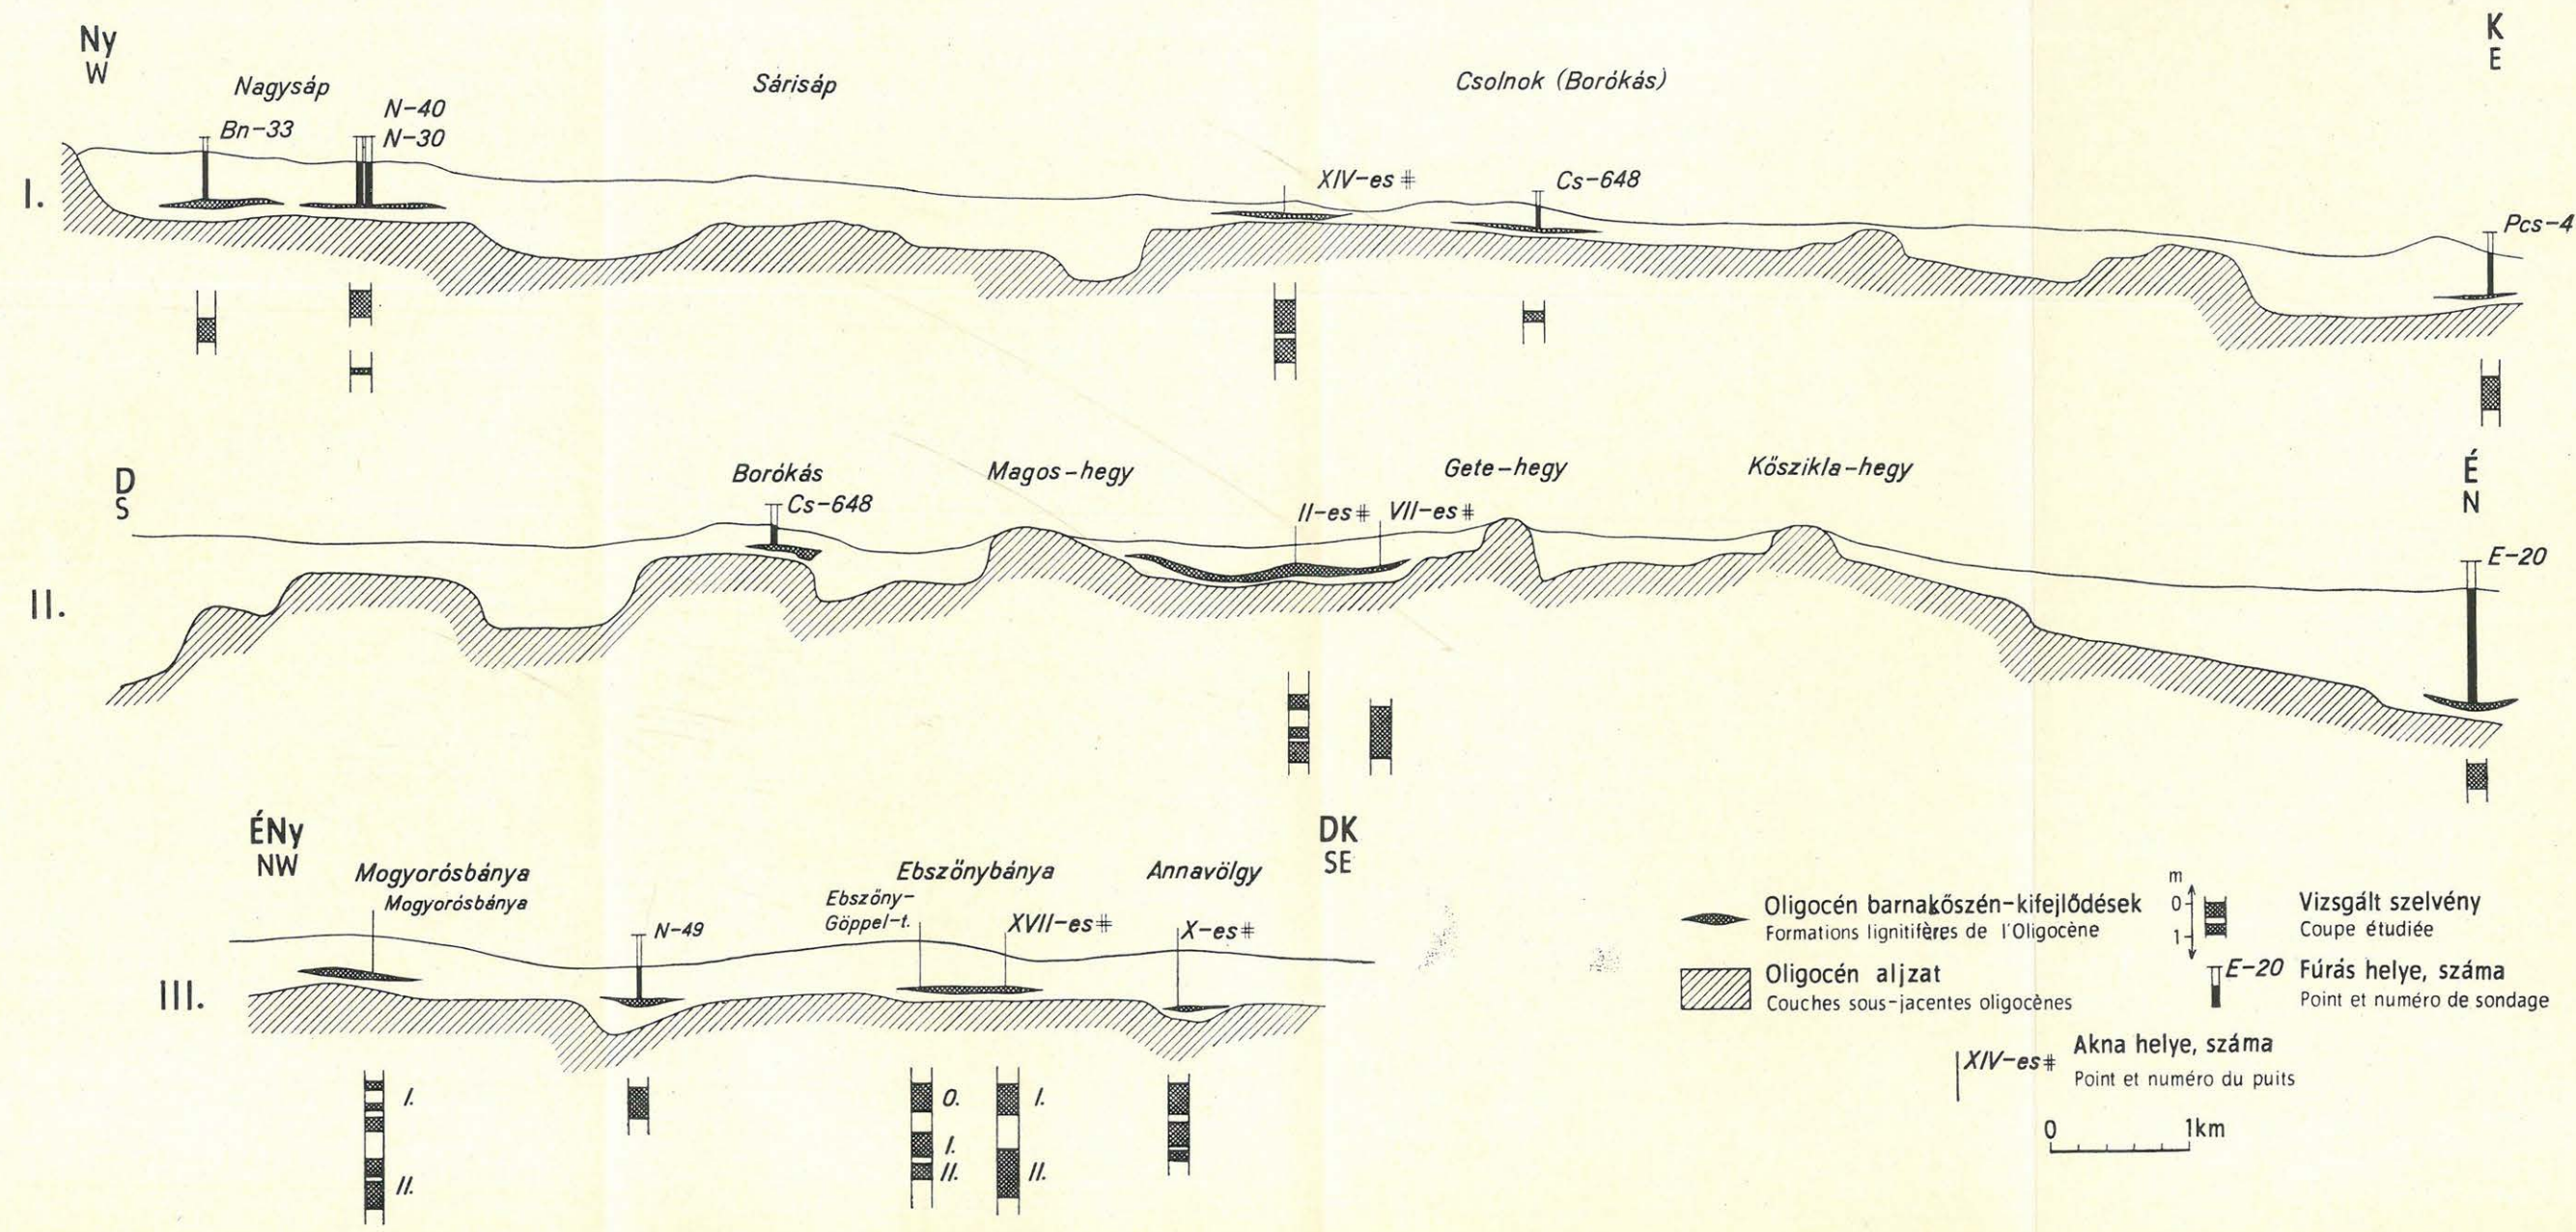 Ny
W
K
E
Nagysáp
Sárisáp
Csolnok (Borókás)
N-40
Bn-33
N-30
I.
XIV-es⋕
Cs-648
Pcs-4
D
S
É
N
Borókás
Magos-hegy
Gete-hegy
Kőszikla-hegy
Cs-648
II-es⋕
VII-es⋕
E-20
II.
ÉNy
NW
DK
SE
Mogyorósbánya
Ebszőnybánya
Annavölgy
Mogyorósbánya
Ebszőny-
Göppel-t.
N-49
XVII-es⋕
X-es⋕
III.
I.
II.
0.
I.
II.
I.
II.
Oligocén barnakőszén-kifejlődések
Formations lignitifères de l'Oligocène
Oligocén aljzat
Couches sous-jacentes oligocènes
m
0
1
Vizsgált szelvény
Coupe étudiée
E-20
Fúrás helye, száma
Point et numéro de sondage
XIV-es⋕
Akna helye, száma
Point et numéro du puits
0
1km